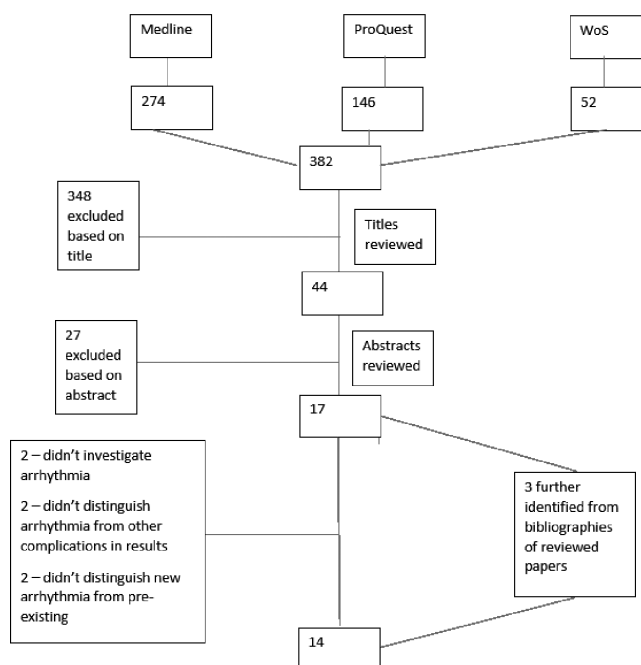 Medline
ProQuest
WoS
274
146
52
382
348
excluded
based on
title
Titles
reviewed
44
27
excluded
based on
abstract
Abstracts
reviewed
17
2 – didn't investigate
arrhythmia
2 – didn't distinguish
arrhythmia from other
complications in results
2 – didn't distinguish new
arrhythmia from pre-
existing
3 further
identified from
bibliographies
of reviewed
papers
14